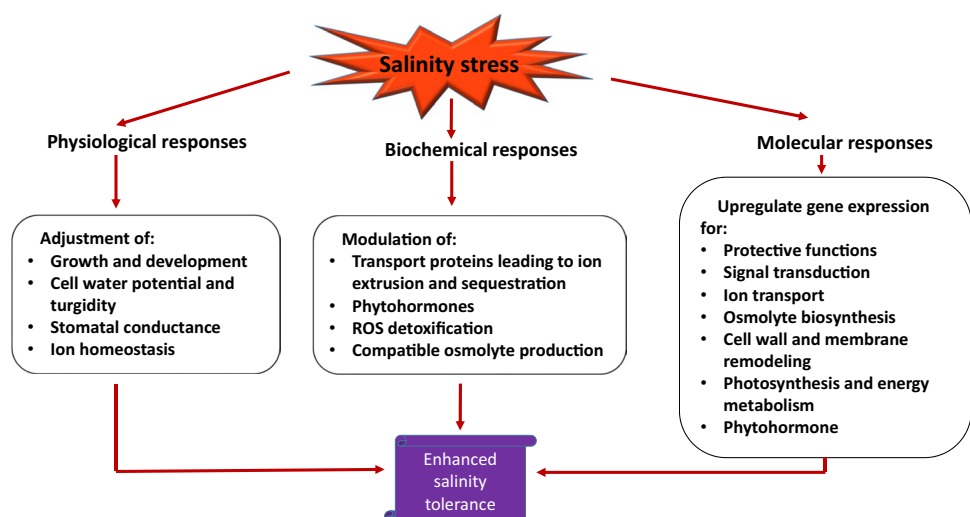 Salinity stress
Physiological responses
Adjustment of:
• Growth and development
• Cell water potential and
turgidity
• Stomatal conductance
• Ion homeostasis
Biochemical responses
Modulation of:
• Transport proteins leading to ion
extrusion and sequestration
• Phytohormones
• ROS detoxification
• Compatible osmolyte production
Molecular responses
Upregulate gene expression
for:
• Protective functions
• Signal transduction
• Ion transport
• Osmolyte biosynthesis
• Cell wall and membrane
remodeling
• Photosynthesis and energy
metabolism
• Phytohormone
Enhanced
salinity
tolerance